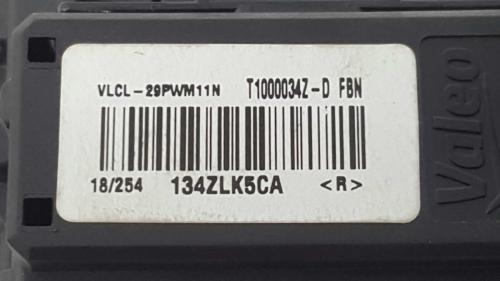 VLCL-29PWM11N T1000034Z-D FBN
18/254 134ZLK5CA <R>
Valeo